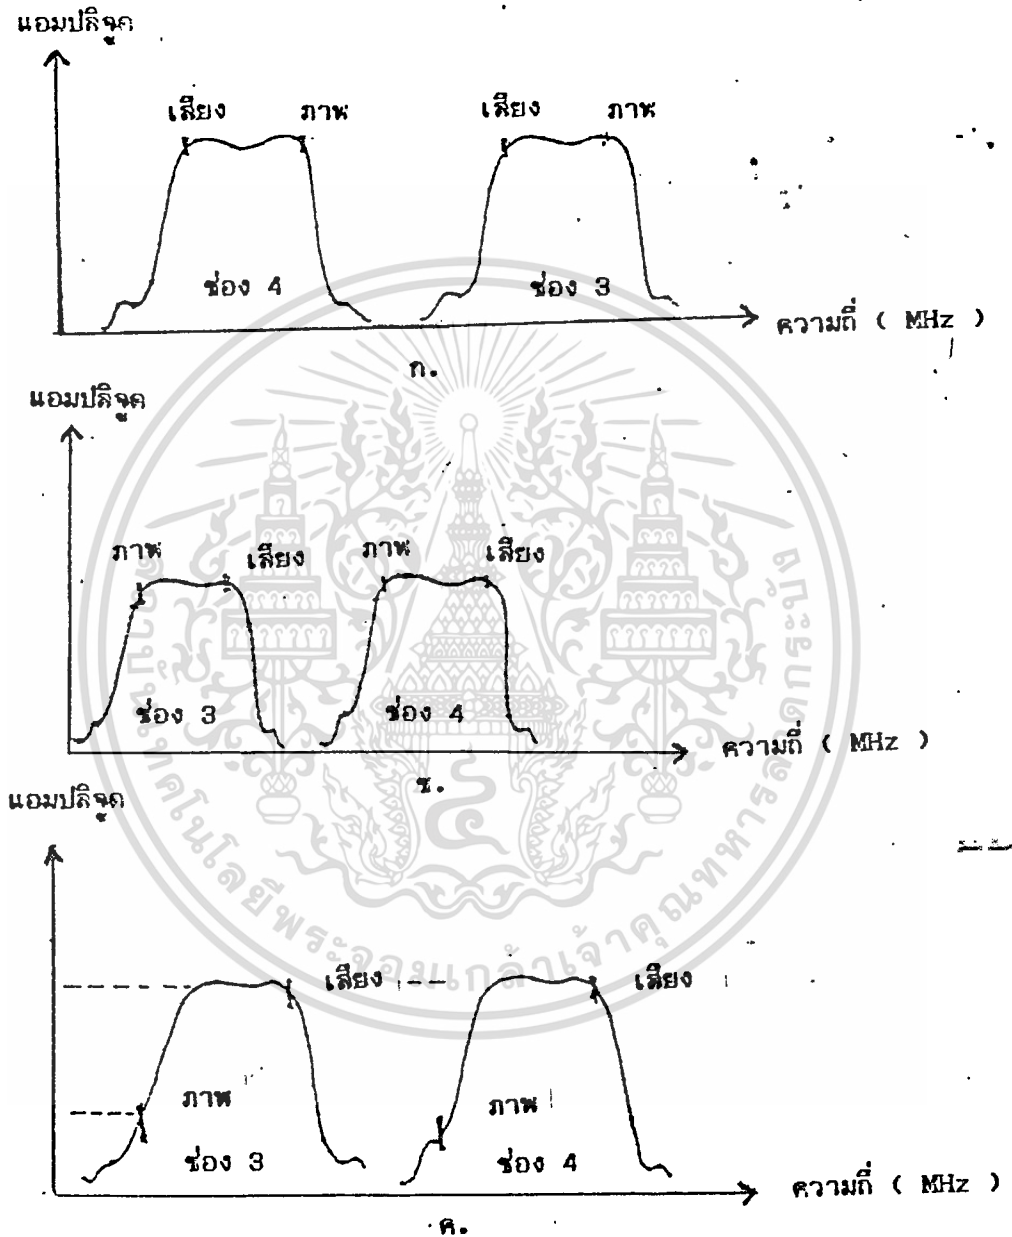 แอมปลิจูด
เสียง ภาพ เสียง ภาพ
ช่อง 4 ช่อง 3
ความถี่ ( MHz )
ก.
แอมปลิจูด
ภาพ เสียง ภาพ เสียง
ช่อง 3 ช่อง 4
ความถี่ ( MHz )
ข.
แอมปลิจูด
เสียง เสียง
ภาพ ภาพ
ช่อง 3 ช่อง 4
ความถี่ ( MHz )
ค.